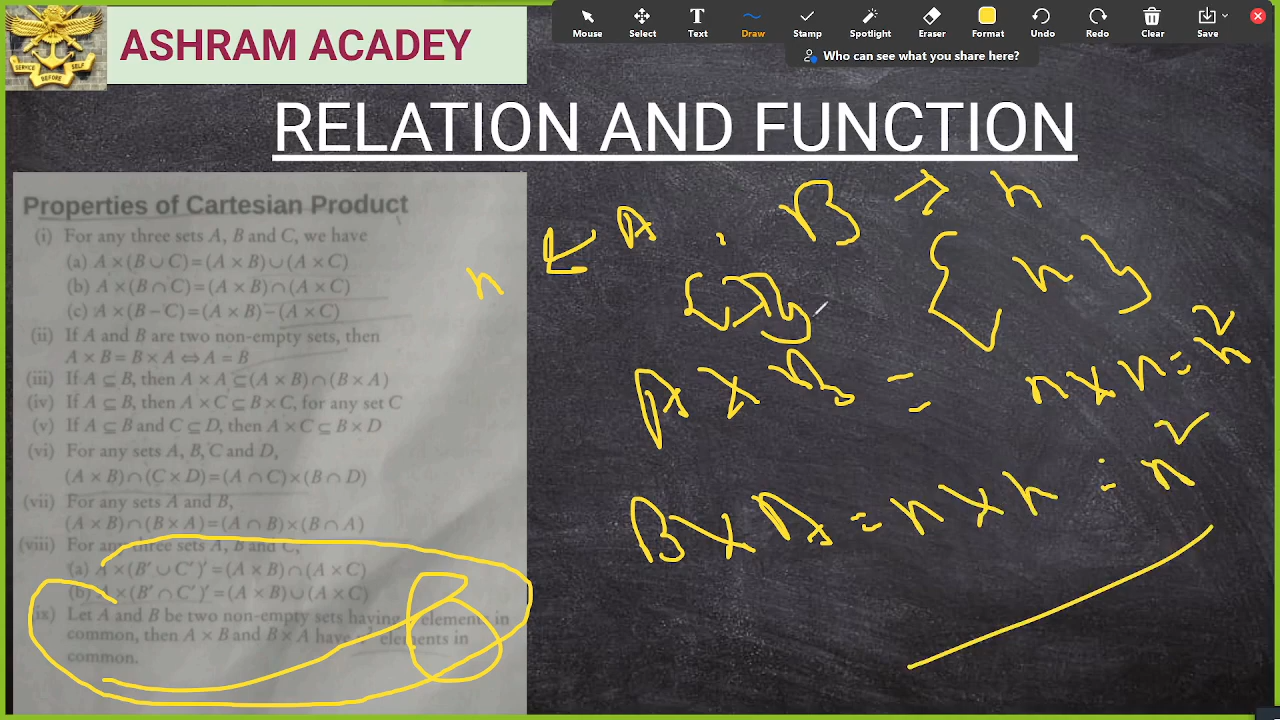 ASHRAM ACADEY
SERVICE BEFORE SELF
Mouse Select Text Draw Stamp Spotlight Eraser Format Undo Redo Clear Save
Who can see what you share here?
RELATION AND FUNCTION
Properties of Cartesian Product
(i) For any three sets A, B and C, we have
(a) A×(B∪C)=(A×B)∪(A×C)
(b) A×(B∩C)=(A×B)∩(A×C)
(c) A×(B−C)=(A×B)−(A×C)
(ii) If A and B are two non-empty sets, then
A×B=B×A⇔A=B
(iii) If A⊆B, then A×A⊆(A×B)∩(B×A)
(iv) If A⊆B, then A×C⊆B×C, for any set C
(v) If A⊆B and C⊆D, then A×C⊆B×D
(vi) For any sets A, B, C and D,
(A×B)∩(C×D)=(A∩C)×(B∩D)
(vii) For any sets A and B,
(A×B)∩(B×A)=(A∩B)×(B∩A)
(viii) For any three sets A, B and C,
(a) A×(B′∪C′)′=(A×B)∩(A×C)
(b) A×(B′∩C′)′=(A×B)∪(A×C)
(ix) Let A and B be two non-empty sets having elements in
common, then A×B and B×A have elements in
common.
n ← A , B → n
{ n }
A×B = n×n=n²
B×A=n×n=n²